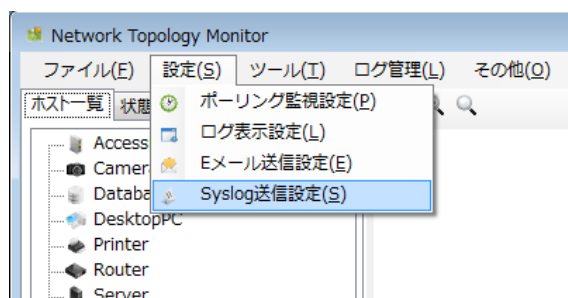 Network Topology Monitor
ファイル(F) 設定(S) ツール(T) ログ管理(L) その他(O)
ホスト一覧 状態
ポーリング監視設定(P)
ログ表示設定(L)
Eメール送信設定(E)
Syslog送信設定(S)
Access
Camer
Databa
DesktopPC
Printer
Router
Server